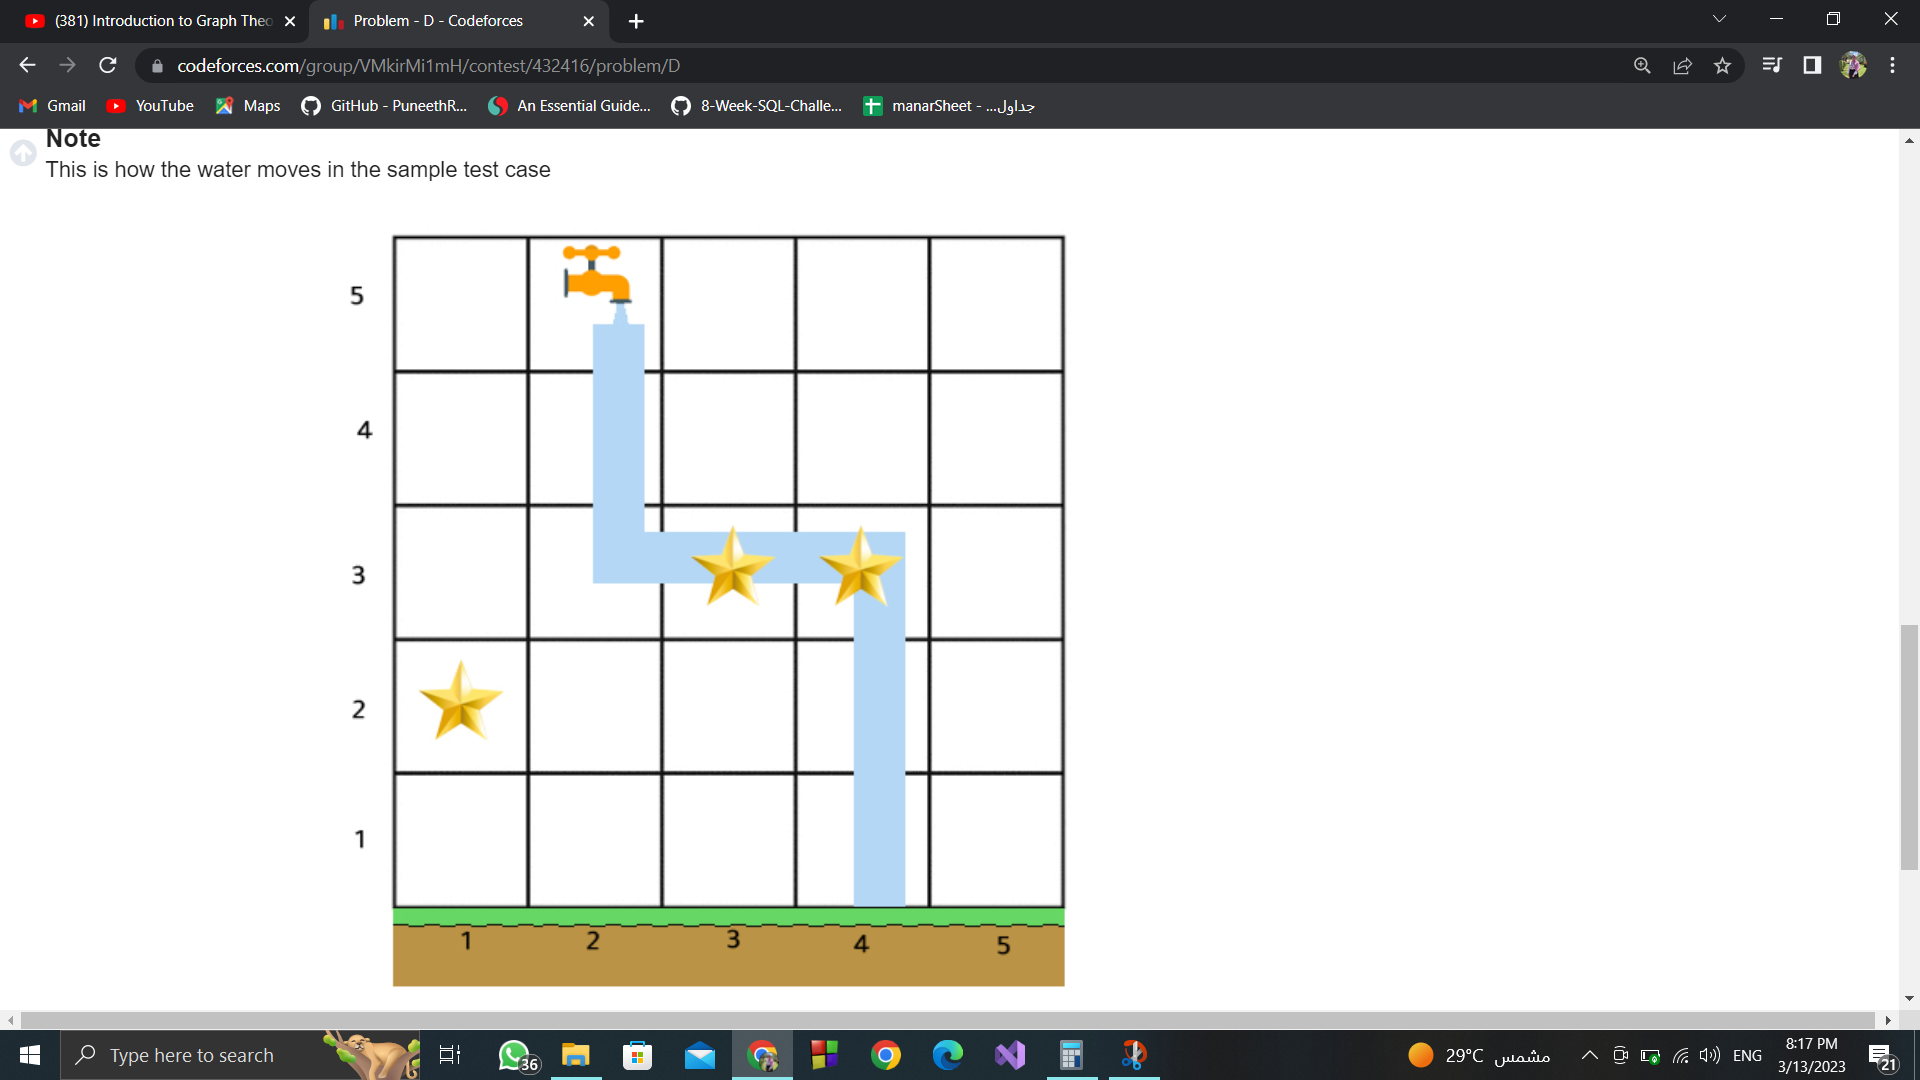 (381) Introduction to Graph Theo
Problem - D - Codeforces
codeforces.com/group/VMkirMi1mH/contest/432416/problem/D
Gmail
YouTube
Maps
GitHub - PuneethR...
An Essential Guide...
8-Week-SQL-Challe...
manarSheet - ...جداول
Note
This is how the water moves in the sample test case
5
4
3
2
1
1 2 3 4 5
Type here to search
36
29°C مشمس
ENG
8:17 PM
3/13/2023
21